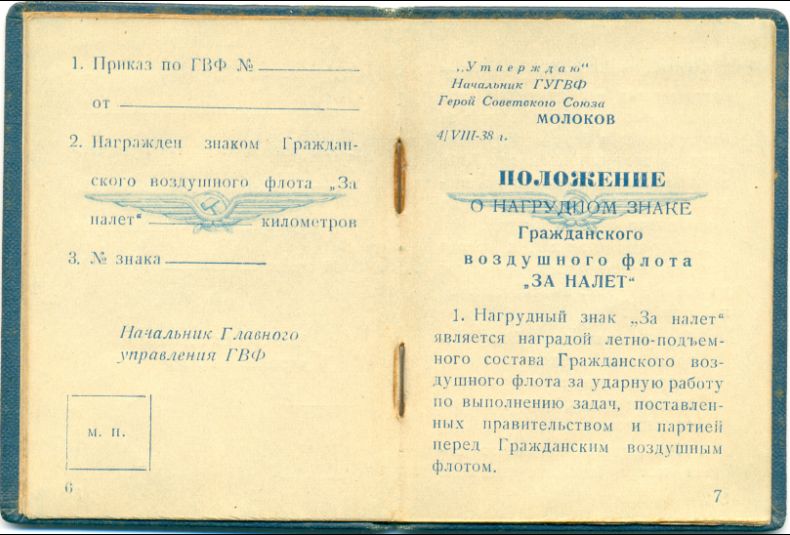 1. Приказ по ГВФ №
от
2. Награжден знаком Граждан-
ского воздушного флота „За
налет“ километров
3. № знака
Начальник Главного
управления ГВФ
м. п.
6
„Утверждаю“
Начальник ГУГВФ
Герой Советского Союза
МОЛОКОВ
4/VIII-38 г.
ПОЛОЖЕНИЕ
О НАГРУДНОМ ЗНАКЕ
Гражданского
воздушного флота
„ЗА НАЛЕТ“
1. Нагрудный знак „За налет“
является наградой летно-подъем-
ного состава Гражданского воз-
душного флота за ударную работу
по выполнению задач, поставлен-
ных правительством и партией
перед Гражданским воздушным
флотом.
7